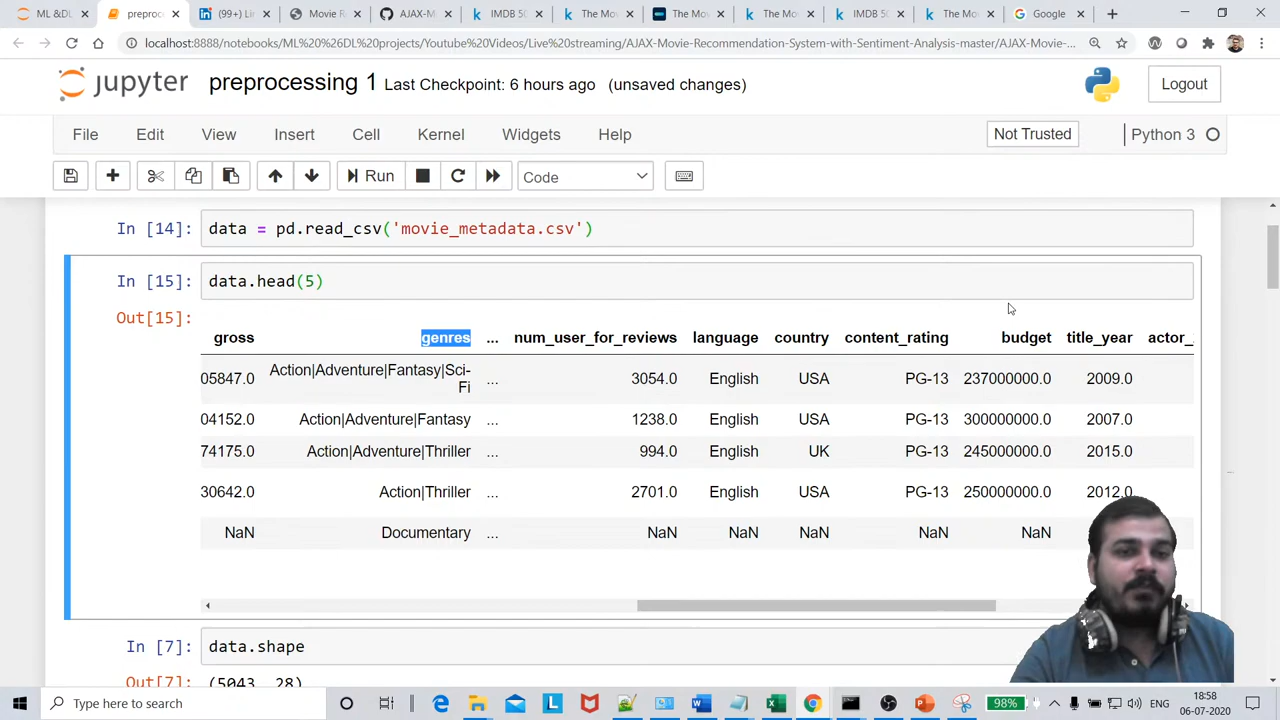 ML &DL
prepro
(99+) Li
Movie R
AJAX-M
IMDB 50
The Mov
The Mov
The Mov
IMDB 50
The Mov
Google
localhost:8888/notebooks/ML%20%26DL%20projects/Youtube%20Videos/live%20streaming/AJAX-Movie-Recommendation-System-with-Sentiment-Analysis-master/AJAX-Movie-...
jupyter preprocessing 1 Last Checkpoint: 6 hours ago (unsaved changes) Logout
File Edit View Insert Cell Kernel Widgets Help Not Trusted Python 3
Run Code
In [14]: data = pd.read_csv('movie_metadata.csv')
In [15]: data.head(5)
Out[15]:
gross genres ... num_user_for_reviews language country content_rating budget title_year actor_
05847.0 Action|Adventure|Fantasy|Sci-
Fi ... 3054.0 English USA PG-13 237000000.0 2009.0
04152.0 Action|Adventure|Fantasy ... 1238.0 English USA PG-13 300000000.0 2007.0
74175.0 Action|Adventure|Thriller ... 994.0 English UK PG-13 245000000.0 2015.0
30642.0 Action|Thriller ... 2701.0 English USA PG-13 250000000.0 2012.0
NaN Documentary ... NaN NaN NaN NaN NaN
In [7]: data.shape
Out[7]: (5043, 28)
Type here to search
98%
ENG
18:58
06-07-2020